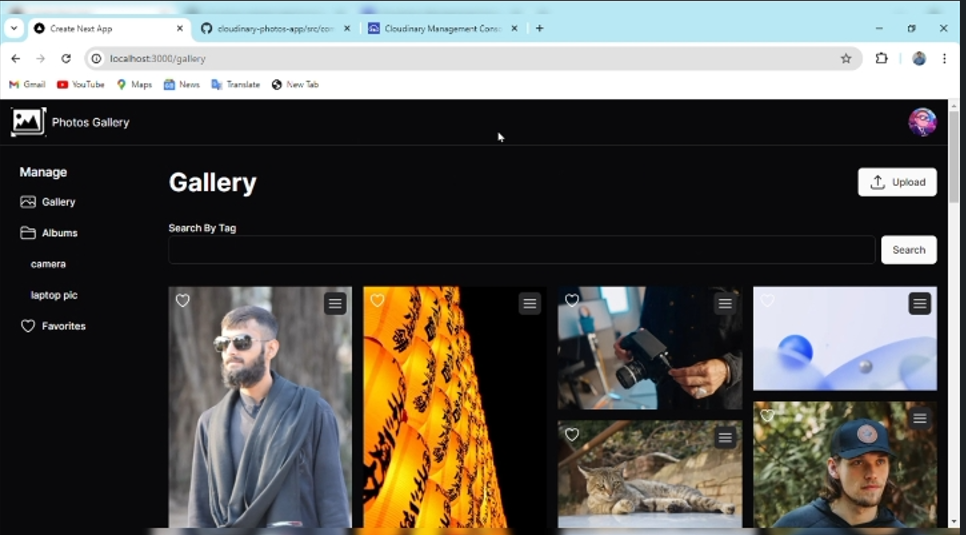 Create Next App
cloudinary-photos-app/src/con
Cloudinary Management Cons
localhost:3000/gallery
Gmail
YouTube
Maps
News
Translate
New Tab
Photos Gallery
Manage
Gallery
Albums
camera
laptop pic
Favorites
Gallery
Upload
Search By Tag
Search